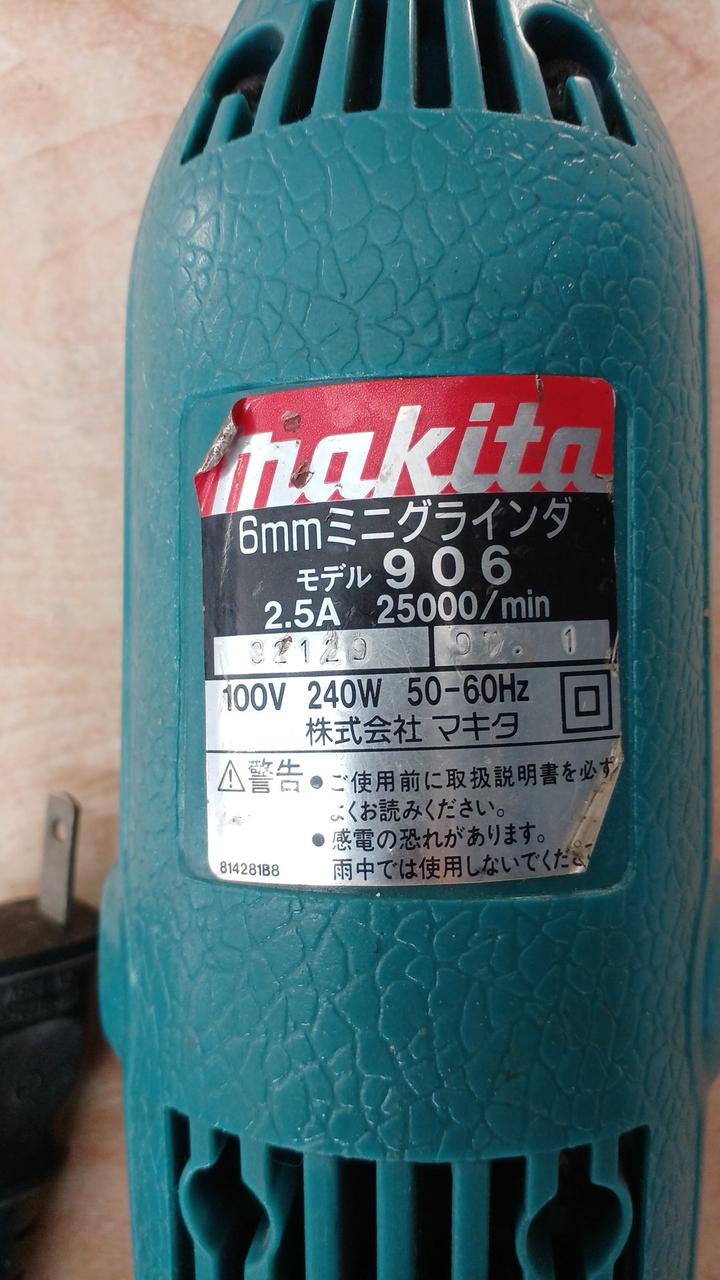 makita
6mmミニグラインダ
モデル 906
2.5A 25000/min
100V 240W 50-60Hz
株式会社 マキタ
警告 ● ご使用前に取扱説明書を必ず
よくお読みください。
● 感電の恐れがあります。
雨中では使用しないでくだ
814281B8